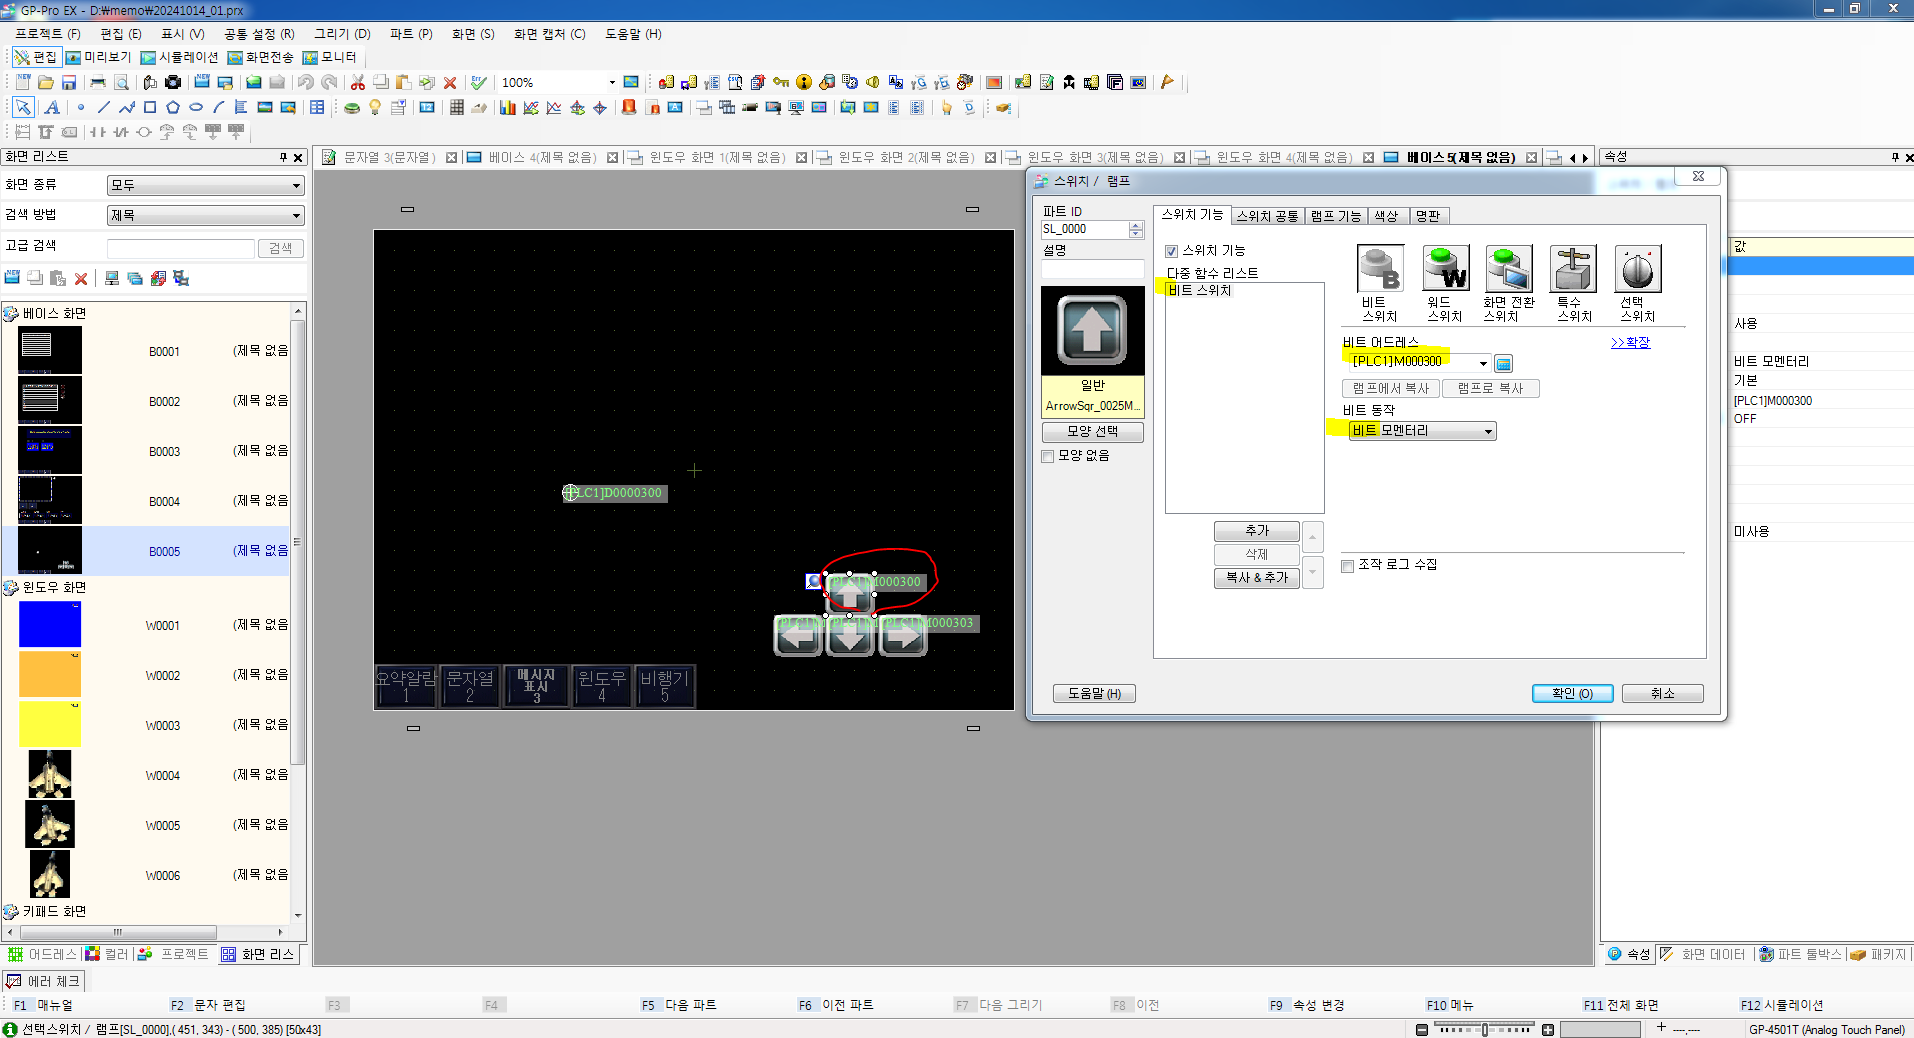 GP-Pro EX - D:₩memo₩20241014_01.prx
프로젝트 (F) 편집 (E) 표시 (V) 공통 설정 (R) 그리기 (D) 파트 (P) 화면 (S) 화면 캡처 (C) 도움말 (H)
편집 미리보기 시뮬레이션 화면전송 모니터
100%
화면 리스트
화면 종류 모두
검색 방법 제목
고급 검색 검색
베이스 화면
B0001 (제목 없음
B0002 (제목 없음
B0003 (제목 없음
B0004 (제목 없음
B0005 (제목 없음
윈도우 화면
W0001 (제목 없음
W0002 (제목 없음
W0003 (제목 없음
W0004 (제목 없음
W0005 (제목 없음
W0006 (제목 없음
키패드 화면
어드레스 컬러 프로젝트 화면 리스
에러 체크
문자열 3(문자열) 베이스 4(제목 없음) 윈도우 화면 1(제목 없음) 윈도우 화면 2(제목 없음) 윈도우 화면 3(제목 없음) 윈도우 화면 4(제목 없음) 베이스 5(제목 없음)
[PLC1]D0000300
[PLC1]M000300
[PLC1]M000303
요약알람 1
문자열 2
메시지 표시 3
윈도우 4
비행기 5
스위치 / 램프
파트 ID
SL_0000
설명
일반
ArrowSqr_0025M...
모양 선택
모양 없음
스위치 기능 스위치 공통 램프 기능 색상 명판
스위치 기능
다중 함수 리스트
비트 스위치
추가
삭제
복사 & 추가
비트 스위치
워드 스위치
화면 전환 스위치
특수 스위치
선택 스위치
비트 어드레스 >>확장
[PLC1]M000300
램프에서 복사 램프로 복사
비트 동작
비트 모멘터리
조작 로그 수집
도움말 (H) 확인 (O) 취소
속성
값
사용
비트 모멘터리
기본
[PLC1]M000300
OFF
미사용
속성 화면 데이터 파트 툴박스 패키지
F1 매뉴얼 F2 문자 편집 F3 F4 F5 다음 파트 F6 이전 파트 F7 다음 그리기 F8 이전 F9 속성 변경 F10 메뉴 F11 전체 화면 F12 시뮬레이션
선택스위치 / 램프[SL_0000],( 451, 343) - ( 500, 385) [50x43] ----,---- GP-4501T (Analog Touch Panel)